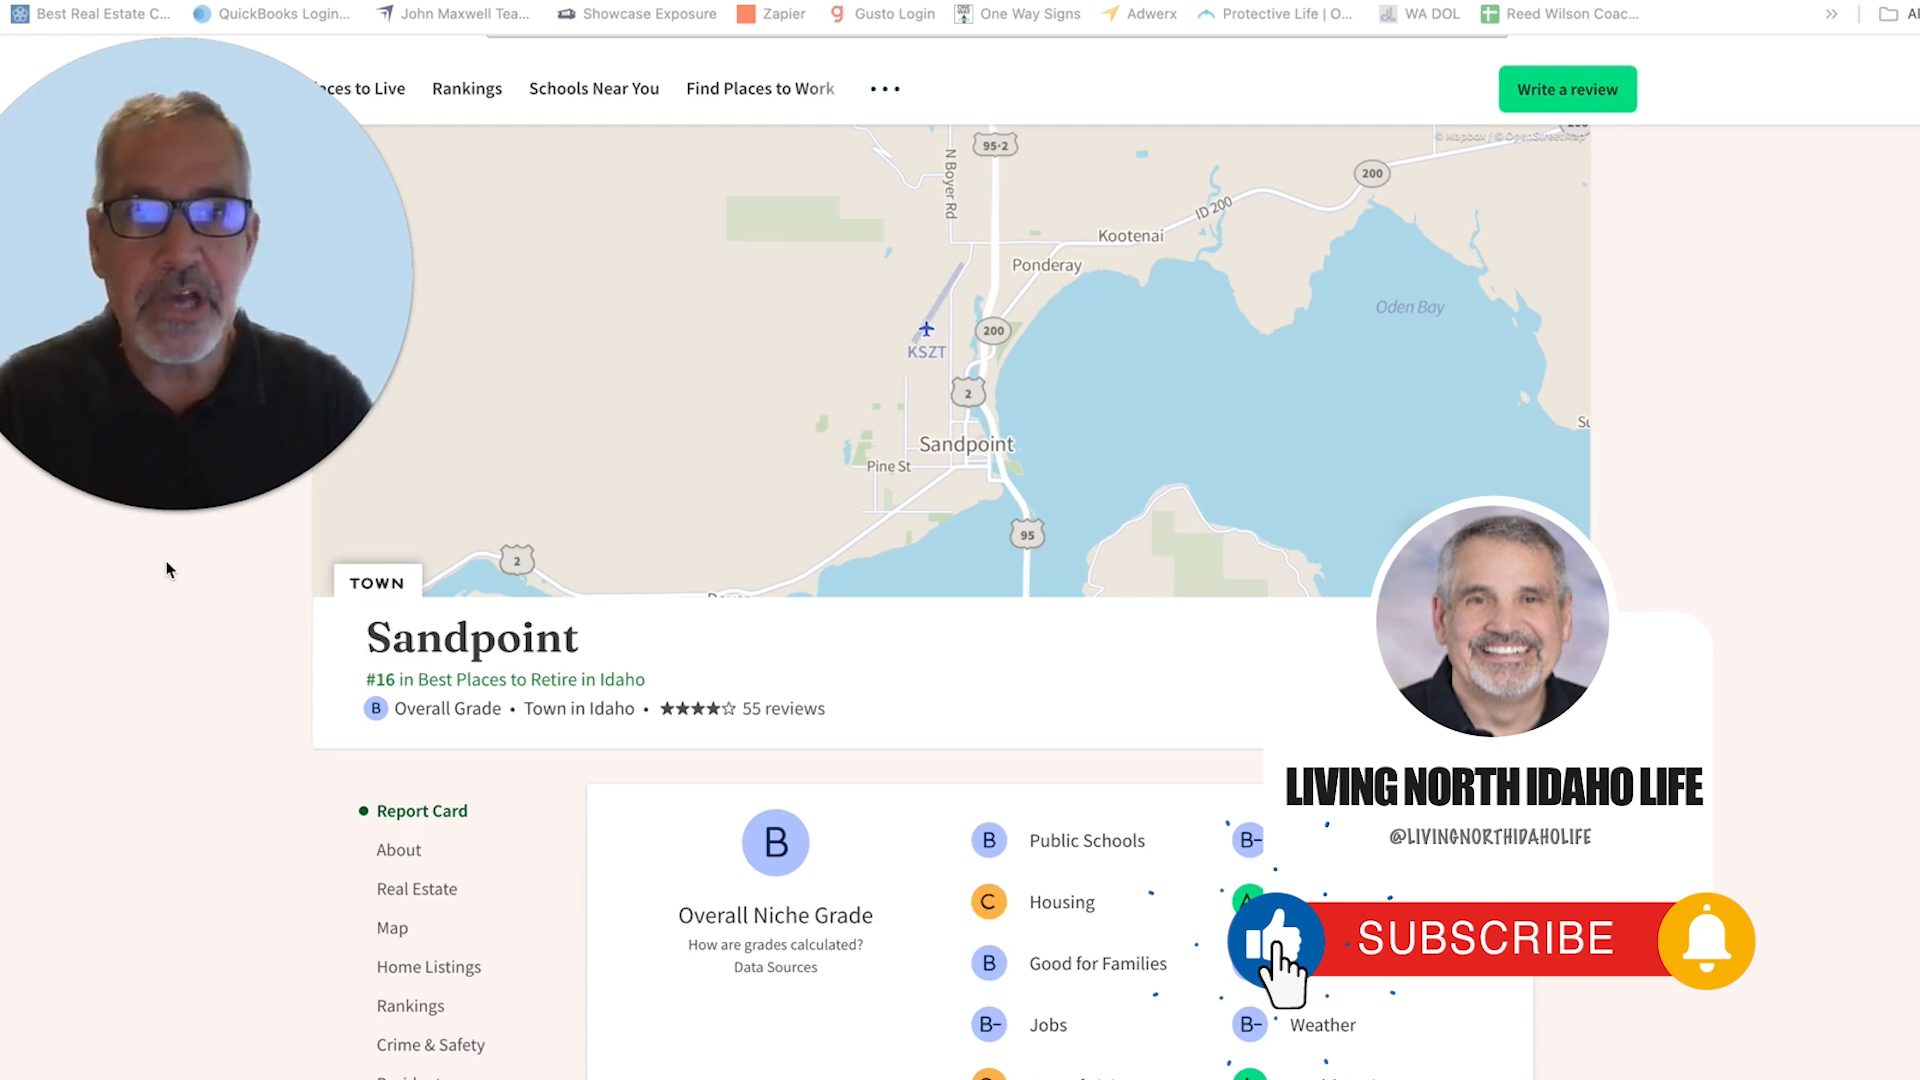 Best Real Estate C...
QuickBooks Login...
John Maxwell Tea...
Showcase Exposure
Zapier
Gusto Login
One Way Signs
Adwerx
Protective Life | O...
WA DOL
Reed Wilson Coac...
»
to Live
Rankings
Schools Near You
Find Places to Work
•••
Write a review
© Mapbox / © OpenStreetMap
95-2
N Boyer Rd
200
ID 200
Kootenai
Ponderay
Oden Bay
200
KSZT
2
Sandpoint
Pine St
95
2
TOWN
Sandpoint
#16 in Best Places to Retire in Idaho
B Overall Grade • Town in Idaho • ★★★★☆ 55 reviews
LIVING NORTH IDAHO LIFE
@LIVINGNORTHIDAHOLIFE
SUBSCRIBE
Report Card
About
Real Estate
Map
Home Listings
Rankings
Crime & Safety
B
Overall Niche Grade
How are grades calculated?
Data Sources
B Public Schools
C Housing
B Good for Families
B- Jobs
B-
B- Weather